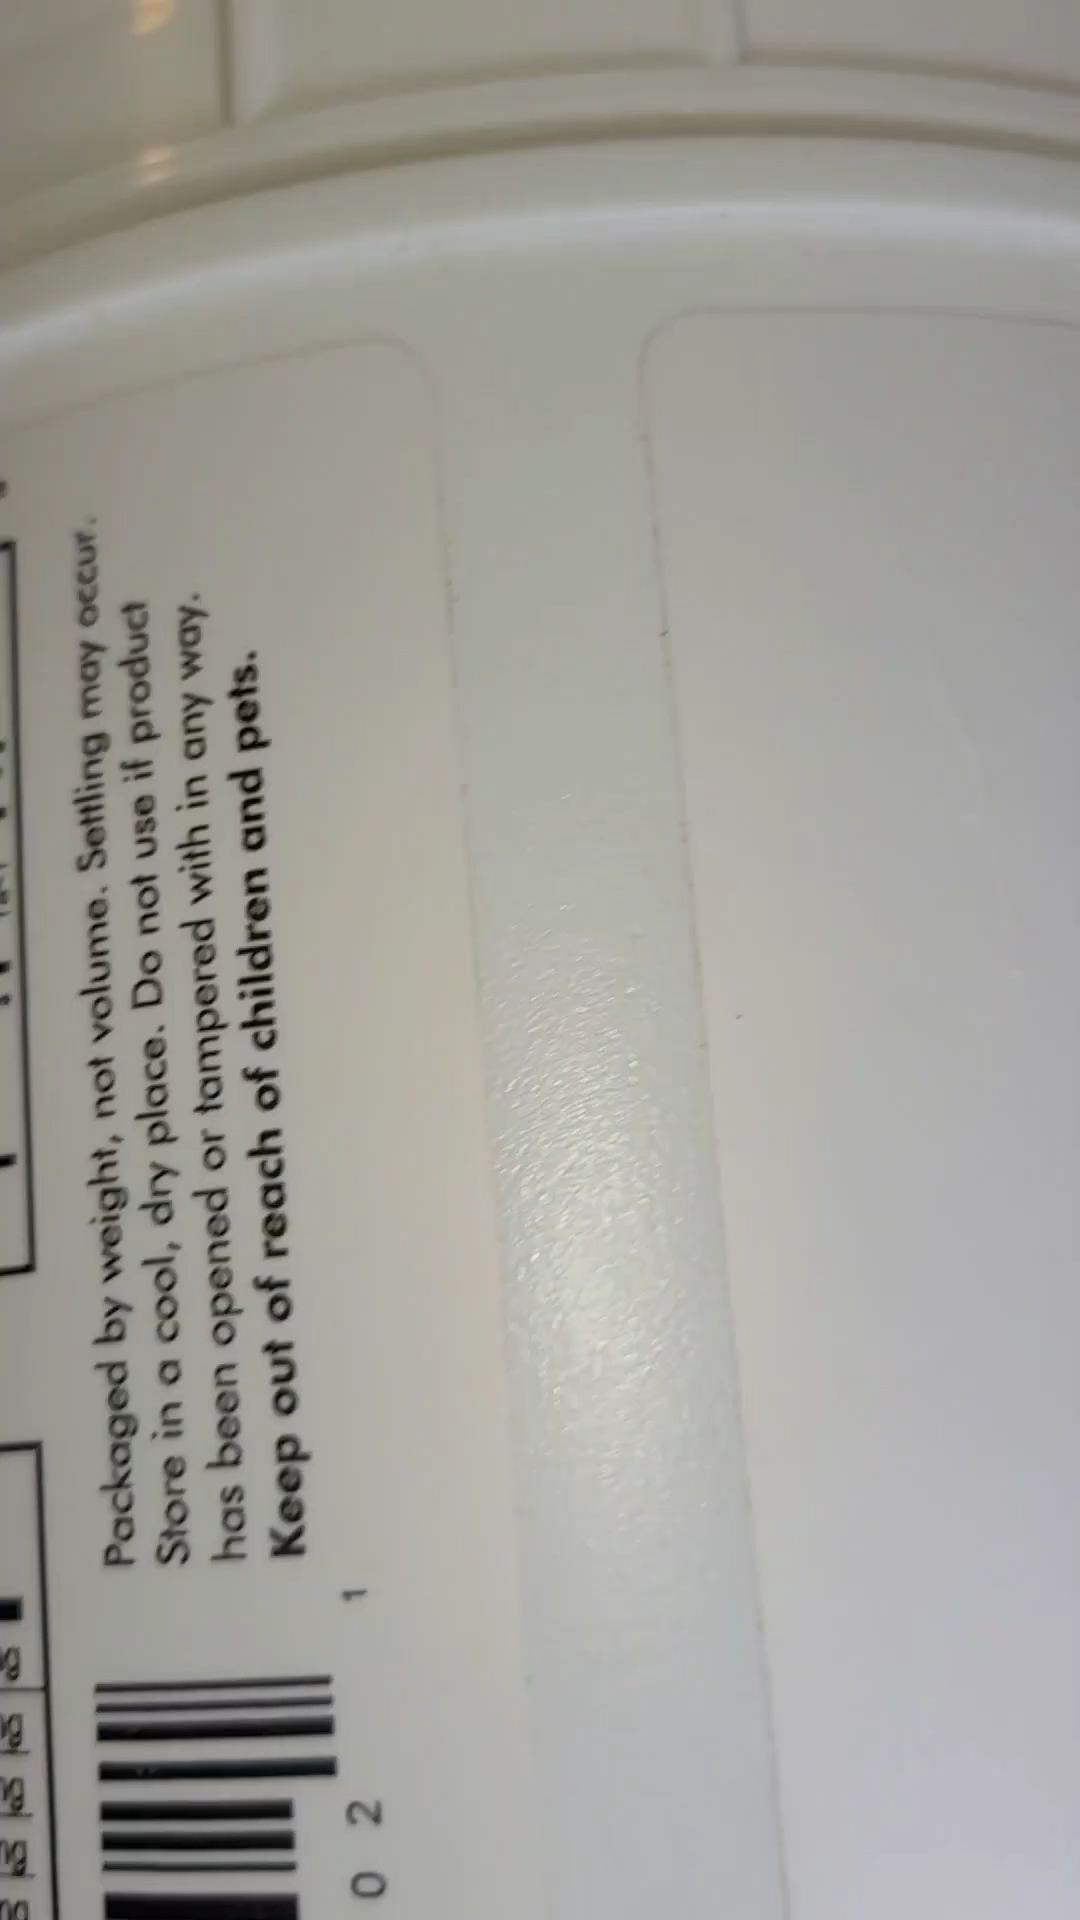 Packaged by weight, not volume. Settling may occur.
Store in a cool, dry place. Do not use if product
has been opened or tampered with in any way.
Keep out of reach of children and pets.
0 2 1